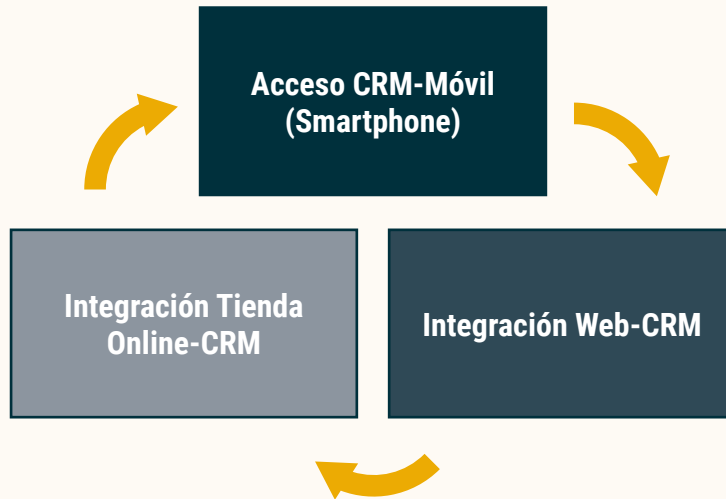 Acceso CRM-Móvil
(Smartphone)
Integración Tienda
Online-CRM
Integración Web-CRM